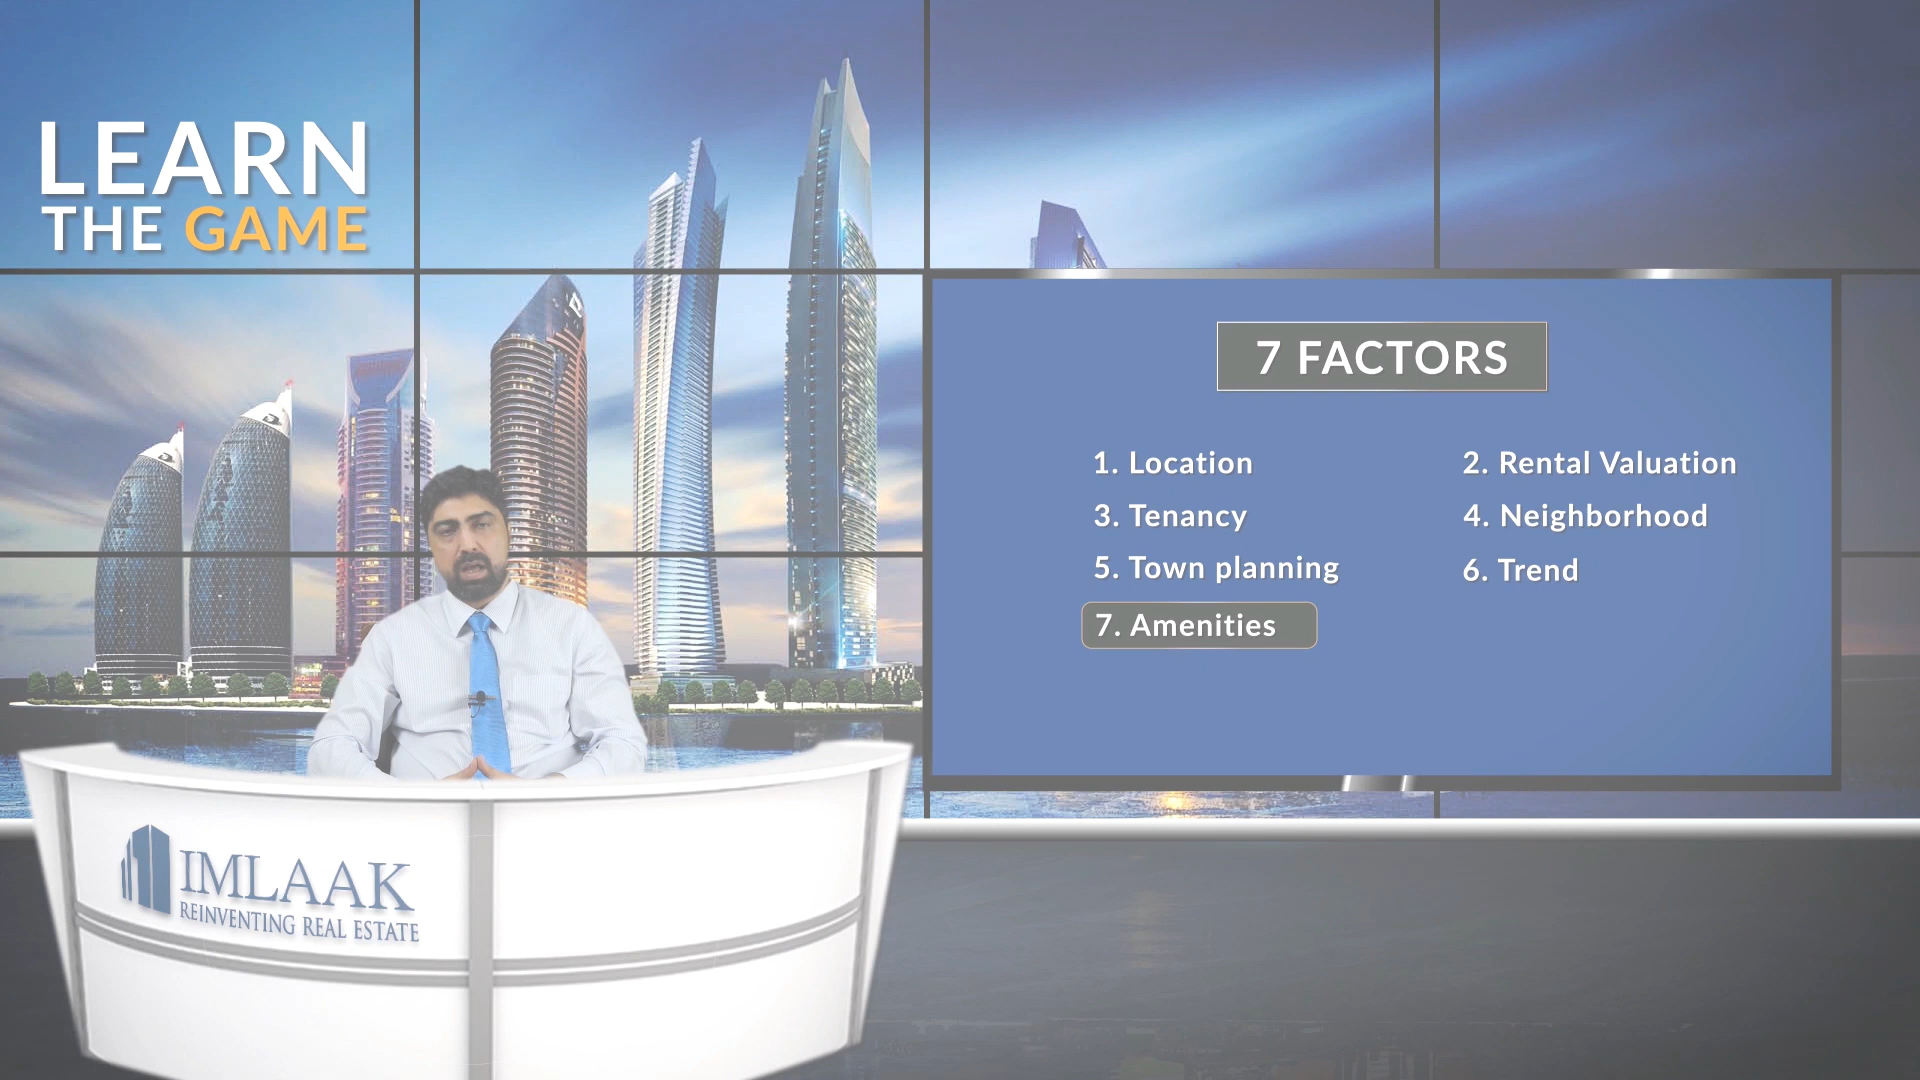 LEARN
THE GAME
7 FACTORS
1. Location
2. Rental Valuation
3. Tenancy
4. Neighborhood
5. Town planning
6. Trend
7. Amenities
IMLAAK
REINVENTING REAL ESTATE